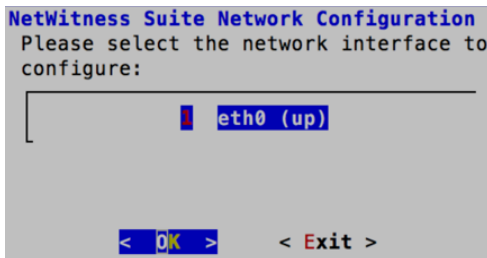 NetWitness Suite Network Configuration
Please select the network interface to
configure:
1 eth0 (up)
< OK > < Exit >